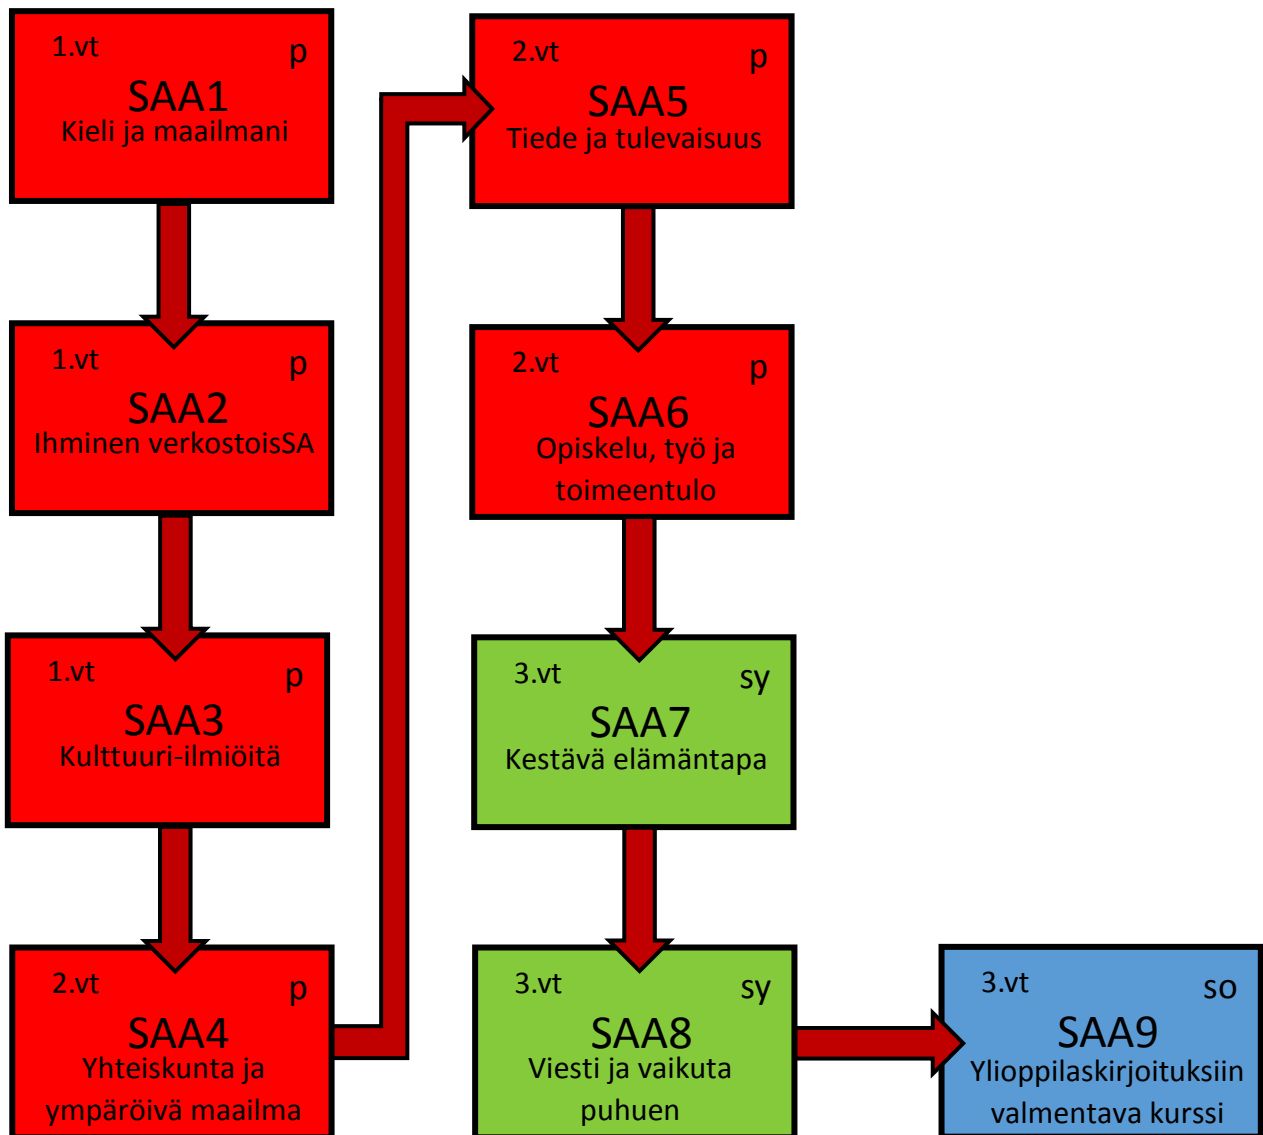 1.vt p
SAA1
Kieli ja maailmani
1.vt p
SAA2
Ihminen verkostoisSA
1.vt p
SAA3
Kulttuuri-ilmiöitä
2.vt p
SAA4
Yhteiskunta ja
ympäröivä maailma
2.vt p
SAA5
Tiede ja tulevaisuus
2.vt p
SAA6
Opiskelu, työ ja
toimeentulo
3.vt sy
SAA7
Kestävä elämäntapa
3.vt sy
SAA8
Viesti ja vaikuta
puhuen
3.vt so
SAA9
Ylioppilaskirjoituksiin
valmentava kurssi